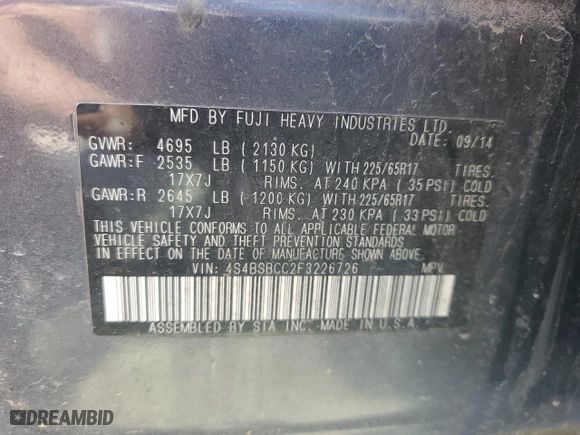 MFD BY FUJI HEAVY INDUSTRIES LTD.
GVWR: 4695 LB ( 2130 KG) DATE: 09/14
GAWR:F 2535 LB ( 1150 KG) WITH 225/65R17 TIRES.
17X7J RIMS. AT 240 KPA ( 35 PSI) COLD
GAWR:R 2645 LB ( 1200 KG) WITH 225/65R17 TIRES.
17X7J RIMS. AT 230 KPA ( 33 PSI) COLD
THIS VEHICLE CONFORMS TO ALL APPLICABLE FEDERAL MOTOR
VEHICLE SAFETY AND THEFT PREVENTION STANDARDS
IN EFFECT ON THE DATE OF MANUFACTURE SHOWN ABOVE.
VIN: 4S4BSBCC2F3226726 MPV
ASSEMBLED BY SIA INC. MADE IN U.S.A.
DREAMBID